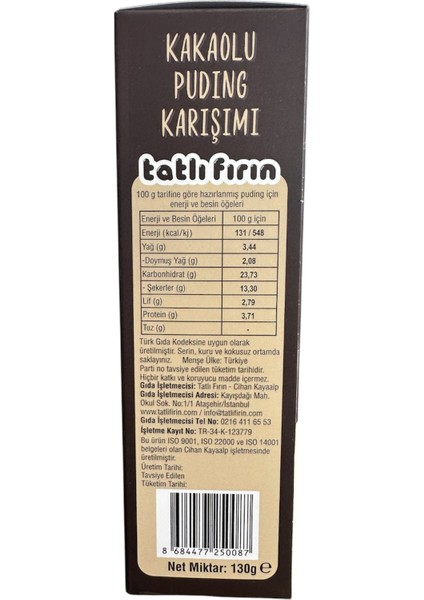 KAKAOLU
PUDING
KARIŞIMI
tatlı fırın
100 g tarifine göre hazırlanmış puding için
enerji ve besin öğeleri
Enerji ve Besin Öğeleri 100 g için
Enerji (kcal/kj) 131 / 548
Yağ (g) 3,44
-Doymuş Yağ (g) 2,08
Karbonhidrat (g) 23,73
- Şekerler (g) 13,30
Lif (g) 2,79
Protein (g) 3,71
Tuz (g) -
Türk Gıda Kodeksine uygun olarak
üretilmiştir. Serin, kuru ve kokusuz ortamda
saklayınız. Menşe Ülke: Türkiye
Parti no tavsiye edilen tüketim tarihidir.
Hiçbir katkı ve koruyucu madde içermez.
Gıda İşletmecisi: Tatlı Fırın - Cihan Kayaalp
Gıda İşletmecisi Adresi: Kayışdağı Mah.
Okul Sok. No:1/1 Ataşehir/İstanbul
www.tatlifirin.com / info@tatlifirin.com
Gıda İşletmecisi Tel No: 0216 411 65 53
İşletme Kayıt No: TR-34-K-123779
Bu ürün ISO 9001, ISO 22000 ve ISO 14001
belgeleri olan Cihan Kayaalp işletmesinde
üretilmiştir.
Üretim Tarihi:
Tavsiye Edilen
Tüketim Tarihi:
8 684477 250087
Net Miktar: 130g ℮